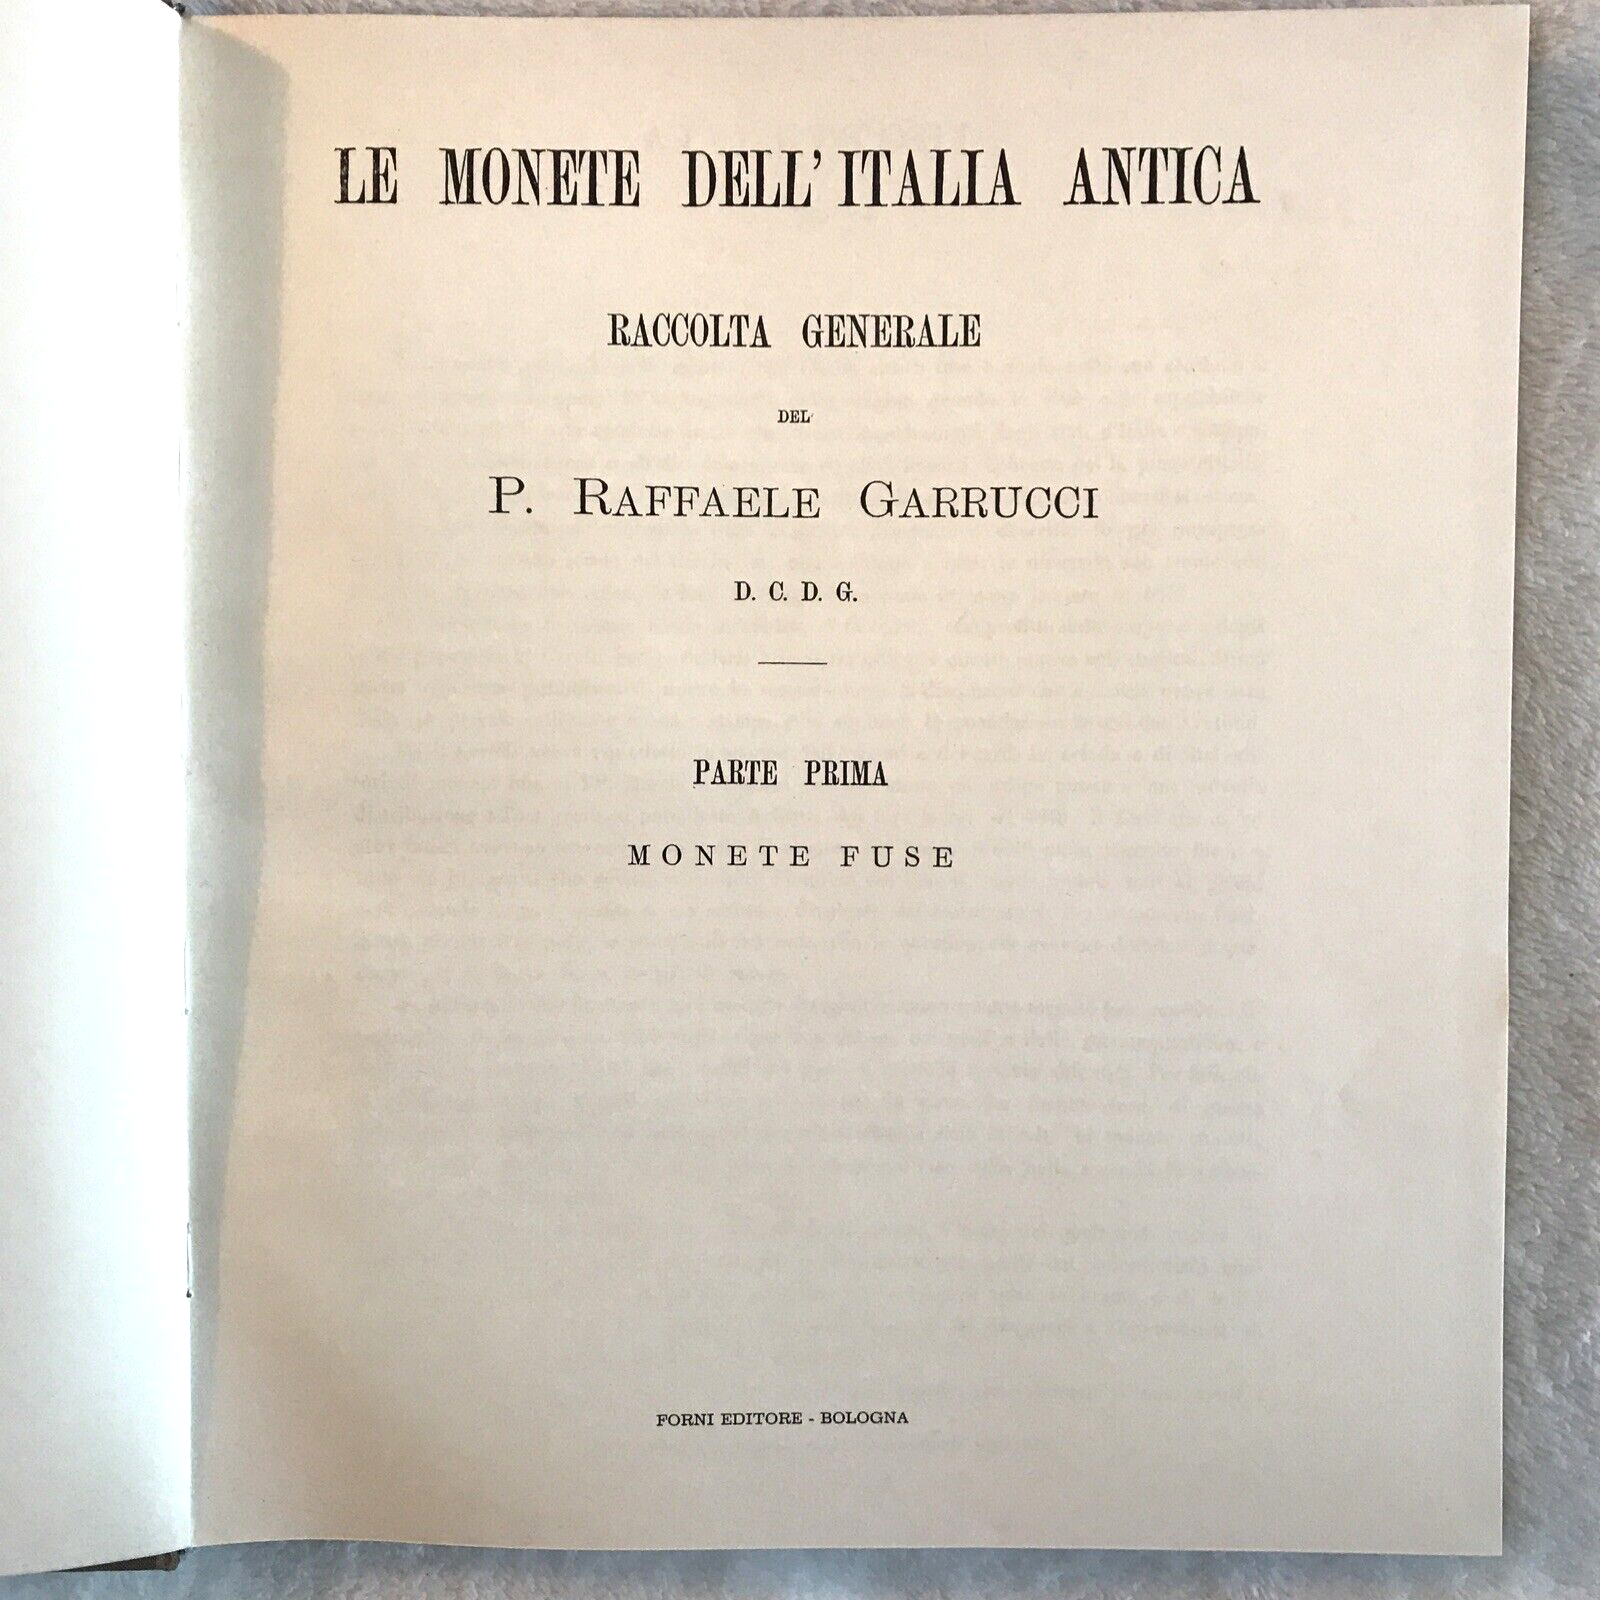 LE MONETE DELL'ITALIA ANTICA
RACCOLTA GENERALE
DEL
P. RAFFAELE GARRUCCI
D. C. D. G.
PARTE PRIMA
MONETE FUSE
FORNI EDITORE - BOLOGNA